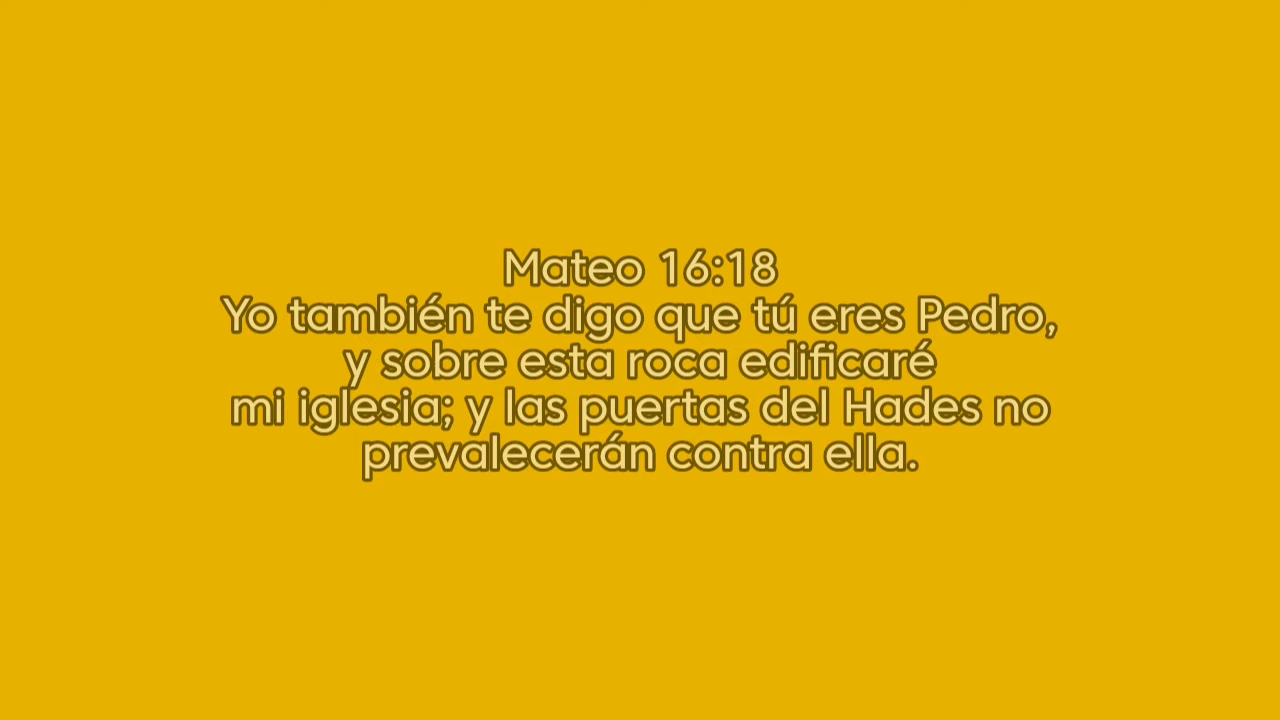 Mateo 16:18
Yo también te digo que tú eres Pedro,
y sobre esta roca edificaré
mi iglesia; y las puertas del Hades no
prevalecerán contra ella.